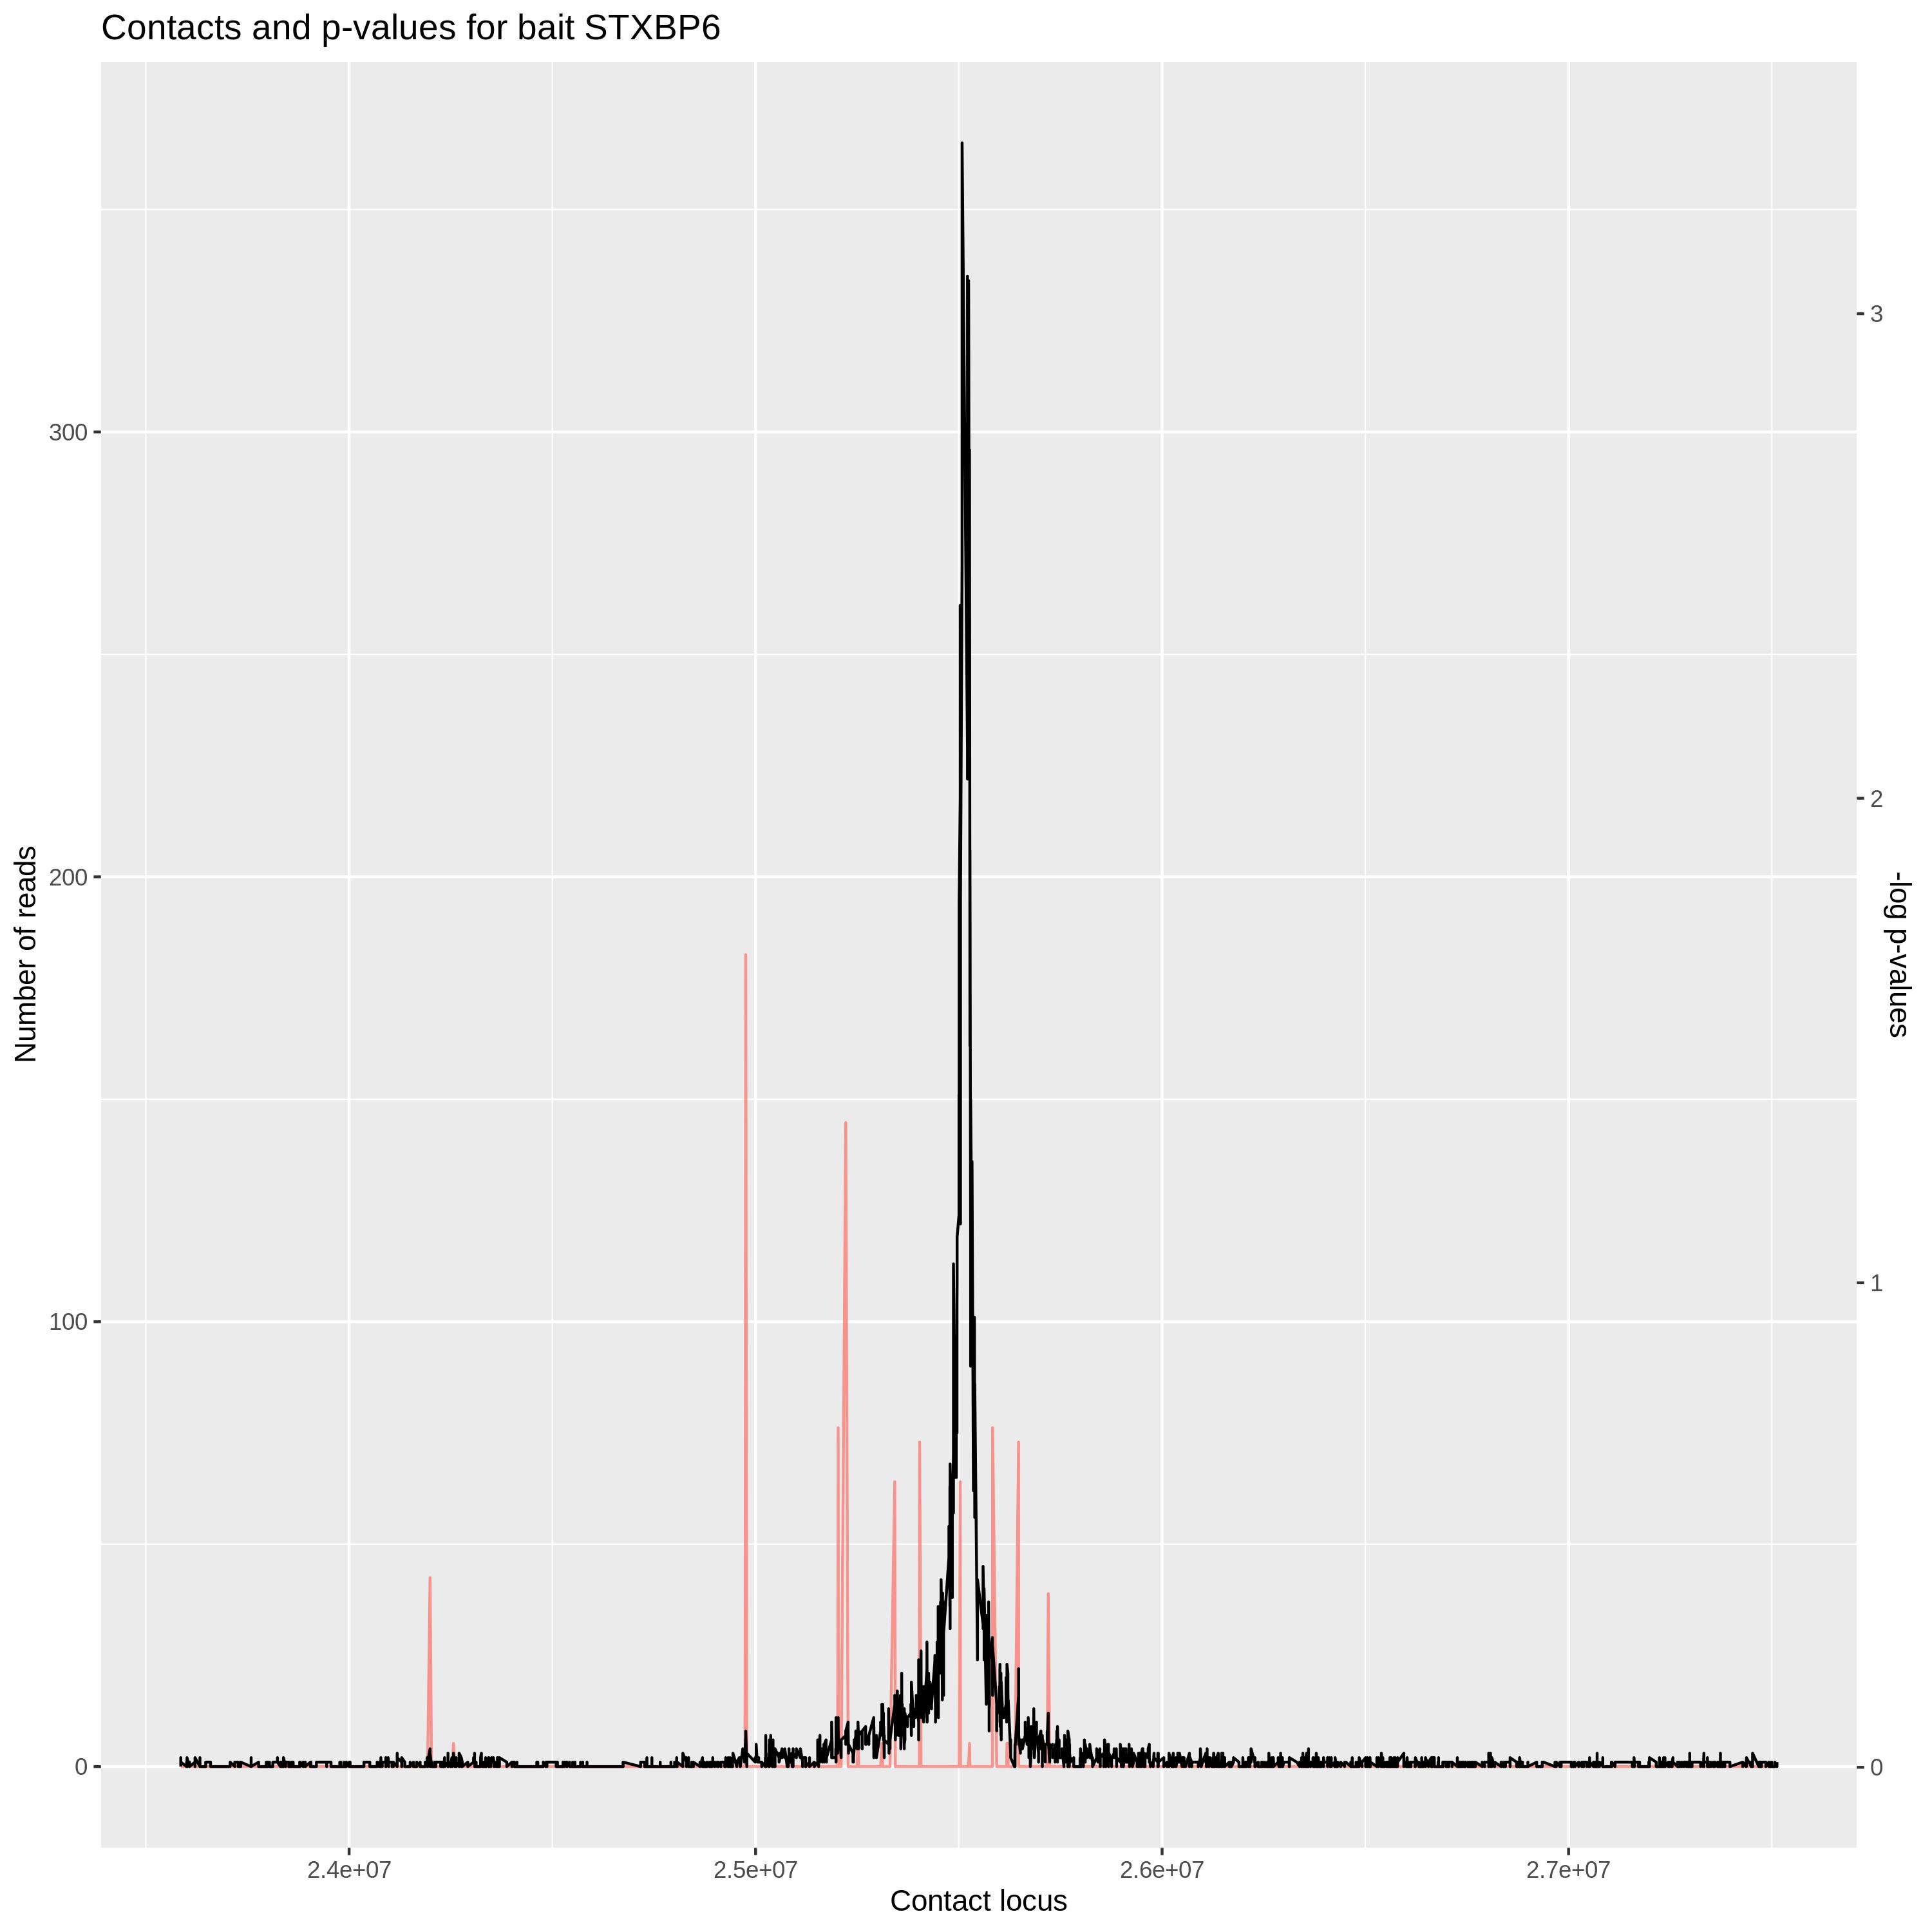 Contacts and p-values for bait STXBP6
Number of reads
300
200
100
0
3
2
1
0
-log p-values
2.4e+07 2.5e+07 2.6e+07 2.7e+07
Contact locus